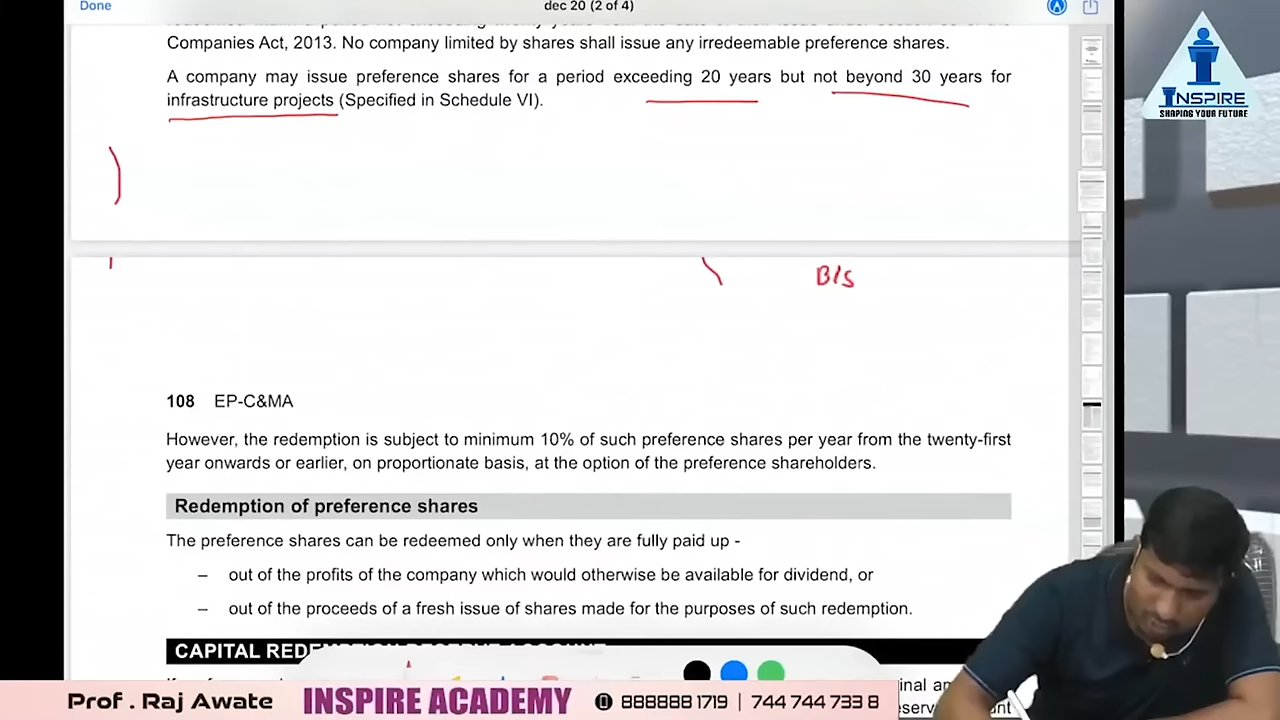 Done
dec 20 (2 of 4)
Companies Act, 2013. No company limited by shares shall issue any irredeemable preference shares.
A company may issue preference shares for a period exceeding 20 years but not beyond 30 years for
infrastructure projects (Specified in Schedule VI).
B/S
108 EP-C&MA
However, the redemption is subject to minimum 10% of such preference shares per year from the twenty-first
year onwards or earlier, on proportionate basis, at the option of the preference shareholders.
Redemption of preference shares
The preference shares can be redeemed only when they are fully paid up -
– out of the profits of the company which would otherwise be available for dividend, or
– out of the proceeds of a fresh issue of shares made for the purposes of such redemption.
CAPITAL REDEMPTION RESERVE ACCOUNT
INSPIRE
SHAPING YOUR FUTURE
Prof . Raj Awate INSPIRE ACADEMY 888888 1719 | 744 744 733 8